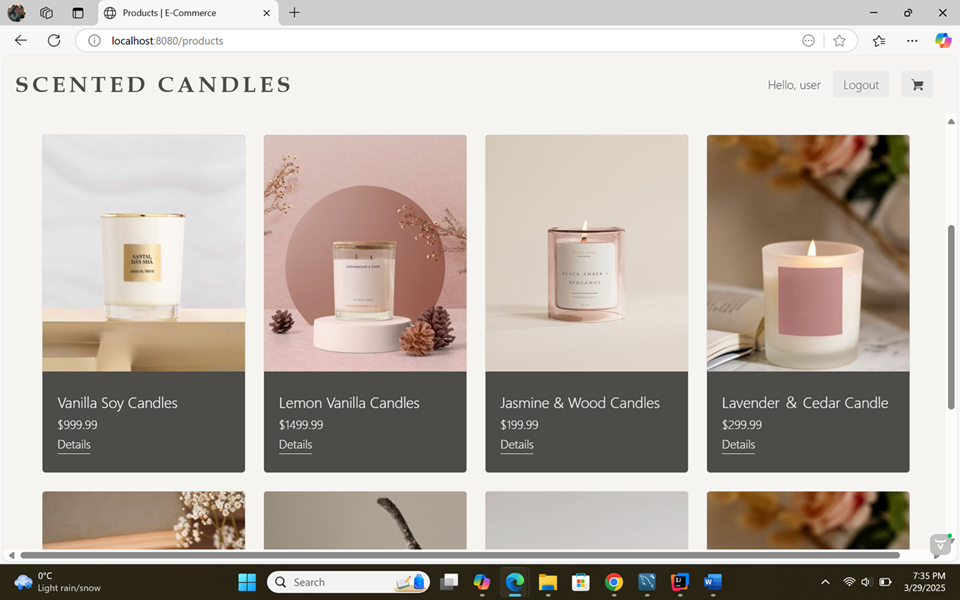 Products | E-Commerce
localhost:8080/products
SCENTED CANDLES
Hello, user
Logout
SANTAL
DAN SHA
BLACK AMBER +
BERGAMOT
Vanilla Soy Candles
$999.99
Details
Lemon Vanilla Candles
$1499.99
Details
Jasmine & Wood Candles
$199.99
Details
Lavender & Cedar Candle
$299.99
Details
0°C
Light rain/snow
Search
7:35 PM
3/29/2025